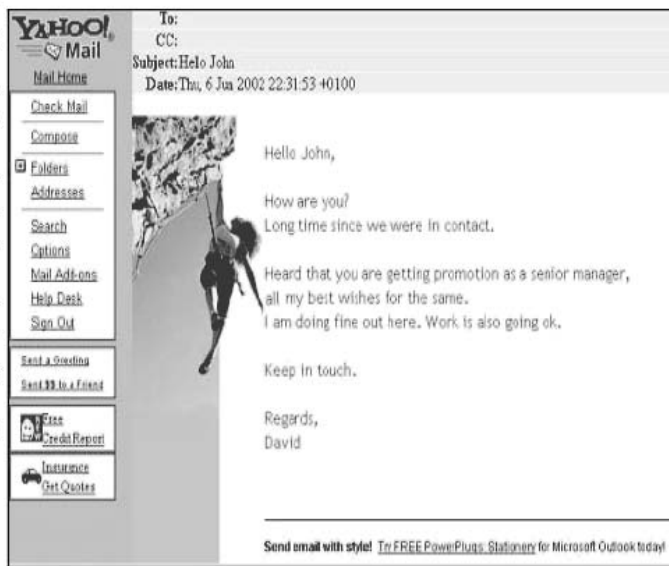 YAHOO!
Mail
Mail Home
Check Mail
Compose
Folders
Addresses
Search
Options
Mail Add-ons
Help Desk
Sign Out
Send a Greeting
Send $$ to a Friend
Free
Credit Report
Insurance
Get Quotes
To:
CC:
Subject: Helo John
Date: Thu, 6 Jun 2002 22:31:53 +0100
Hello John,
How are you?
Long time since we were in contact.
Heard that you are getting promotion as a senior manager,
all my best wishes for the same.
I am doing fine out here. Work is also going ok.
Keep in touch.
Regards,
David
Send email with style! Try FREE PowerPlugs: Stationery for Microsoft Outlook today!